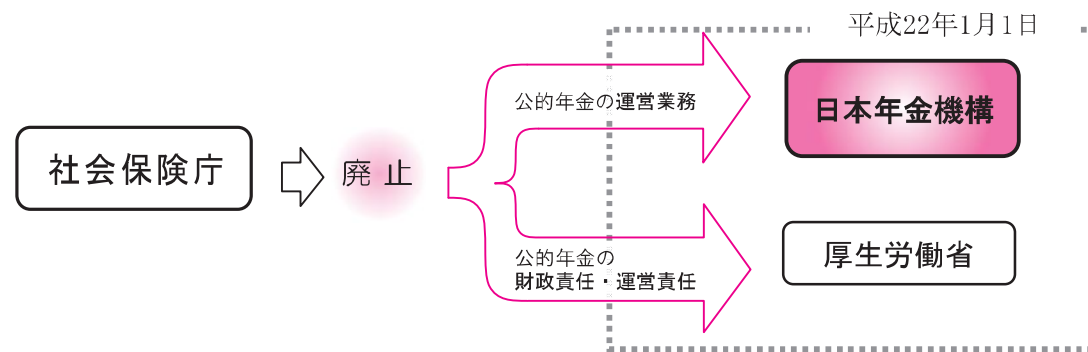 平成22年1月1日
公的年金の運営業務
日本年金機構
社会保険庁
廃止
公的年金の
財政責任・運営責任
厚生労働省